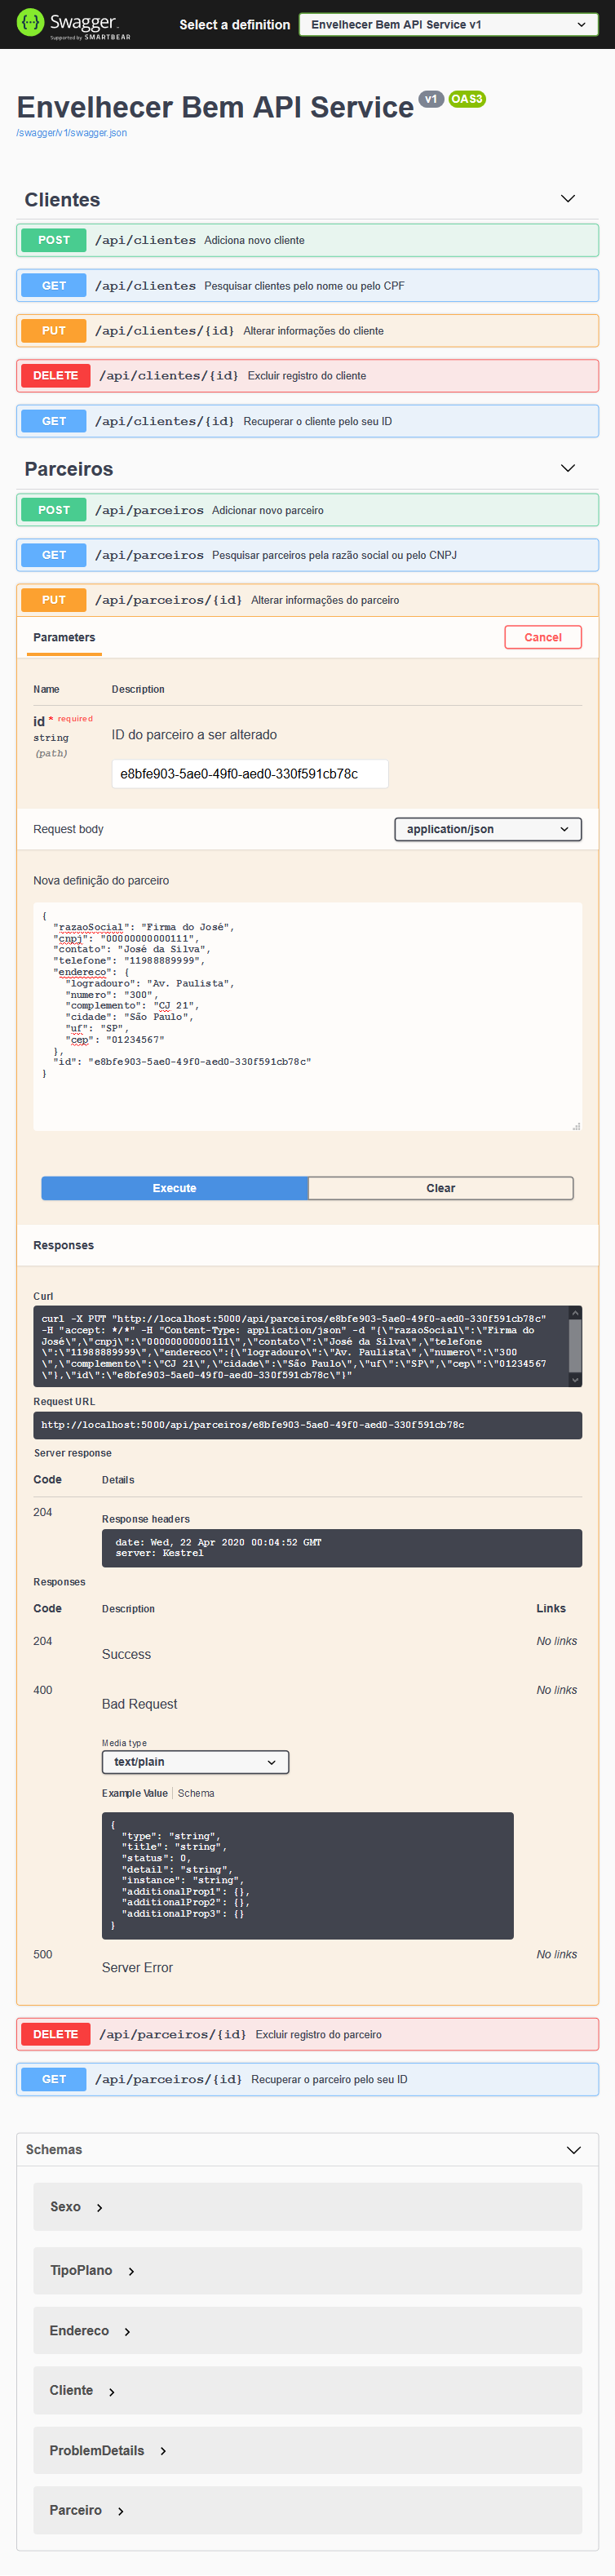 Swagger
Supported by SMARTBEAR
Select a definition
Envelhecer Bem API Service v1
Envelhecer Bem API Service v1 OAS3
/swagger/v1/swagger.json
Clientes
POST /api/clientes Adiciona novo cliente
GET /api/clientes Pesquisar clientes pelo nome ou pelo CPF
PUT /api/clientes/{id} Alterar informações do cliente
DELETE /api/clientes/{id} Excluir registro do cliente
GET /api/clientes/{id} Recuperar o cliente pelo seu ID
Parceiros
POST /api/parceiros Adicionar novo parceiro
GET /api/parceiros Pesquisar parceiros pela razão social ou pelo CNPJ
PUT /api/parceiros/{id} Alterar informações do parceiro
Parameters Cancel
Name Description
id * required
string
(path)
ID do parceiro a ser alterado
e8bfe903-5ae0-49f0-aed0-330f591cb78c
Request body application/json
Nova definição do parceiro
{
"razaoSocial": "Firma do José",
"cnpj": "00000000000111",
"contato": "José da Silva",
"telefone": "11988889999",
"endereco": {
"logradouro": "Av. Paulista",
"numero": "300",
"complemento": "CJ 21",
"cidade": "São Paulo",
"uf": "SP",
"cep": "01234567"
},
"id": "e8bfe903-5ae0-49f0-aed0-330f591cb78c"
}
Execute Clear
Responses
Curl
curl -X PUT "http://localhost:5000/api/parceiros/e8bfe903-5ae0-49f0-aed0-330f591cb78c"
-H "accept: */*" -H "Content-Type: application/json" -d "{\"razaoSocial\":\"Firma do
José\",\"cnpj\":\"00000000000111\",\"contato\":\"José da Silva\",\"telefone
\":\"11988889999\",\"endereco\":{\"logradouro\":\"Av. Paulista\",\"numero\":\"300
\",\"complemento\":\"CJ 21\",\"cidade\":\"São Paulo\",\"uf\":\"SP\",\"cep\":\"01234567
\"},\"id\":\"e8bfe903-5ae0-49f0-aed0-330f591cb78c\"}"
Request URL
http://localhost:5000/api/parceiros/e8bfe903-5ae0-49f0-aed0-330f591cb78c
Server response
Code Details
204
Response headers
date: Wed, 22 Apr 2020 00:04:52 GMT
server: Kestrel
Responses
Code Description Links
204 No links
Success
400 No links
Bad Request
Media type
text/plain
Example Value Schema
{
"type": "string",
"title": "string",
"status": 0,
"detail": "string",
"instance": "string",
"additionalProp1": {},
"additionalProp2": {},
"additionalProp3": {}
}
500 No links
Server Error
DELETE /api/parceiros/{id} Excluir registro do parceiro
GET /api/parceiros/{id} Recuperar o parceiro pelo seu ID
Schemas
Sexo
TipoPlano
Endereco
Cliente
ProblemDetails
Parceiro